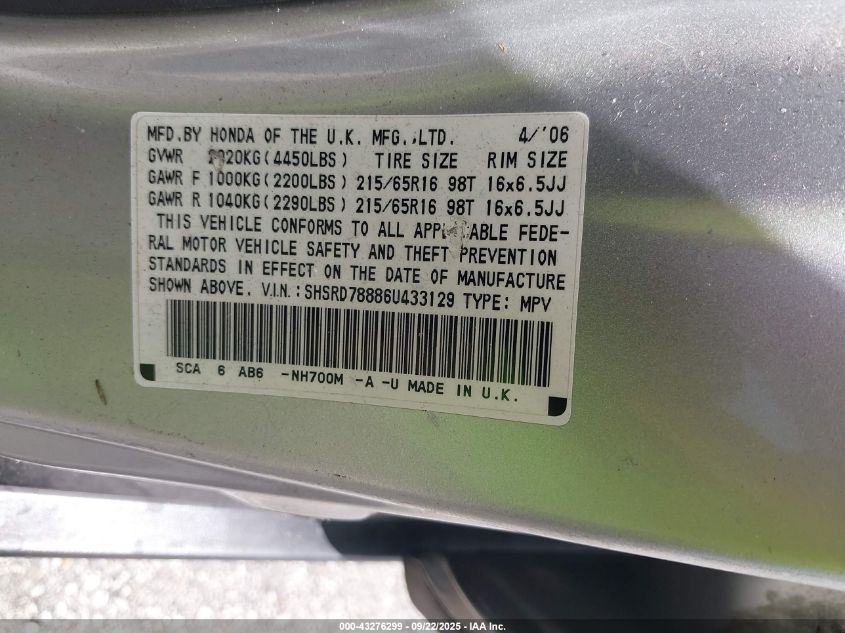 MFD.BY HONDA OF THE U.K. MFG.,LTD. 4/'06
GVWR 2020KG(4450LBS) TIRE SIZE RIM SIZE
GAWR F 1000KG(2200LBS) 215/65R16 98T 16x6.5JJ
GAWR R 1040KG(2290LBS) 215/65R16 98T 16x6.5JJ
THIS VEHICLE CONFORMS TO ALL APPLICABLE FEDE-
RAL MOTOR VEHICLE SAFETY AND THEFT PREVENTION
STANDARDS IN EFFECT ON THE DATE OF MANUFACTURE
SHOWN ABOVE. V.I.N.: SHSRD78886U433129 TYPE: MPV
SCA 6 AB6 -NH700M -A -U MADE IN U.K.
000-43276299 - 09/22/2025 - IAA Inc.